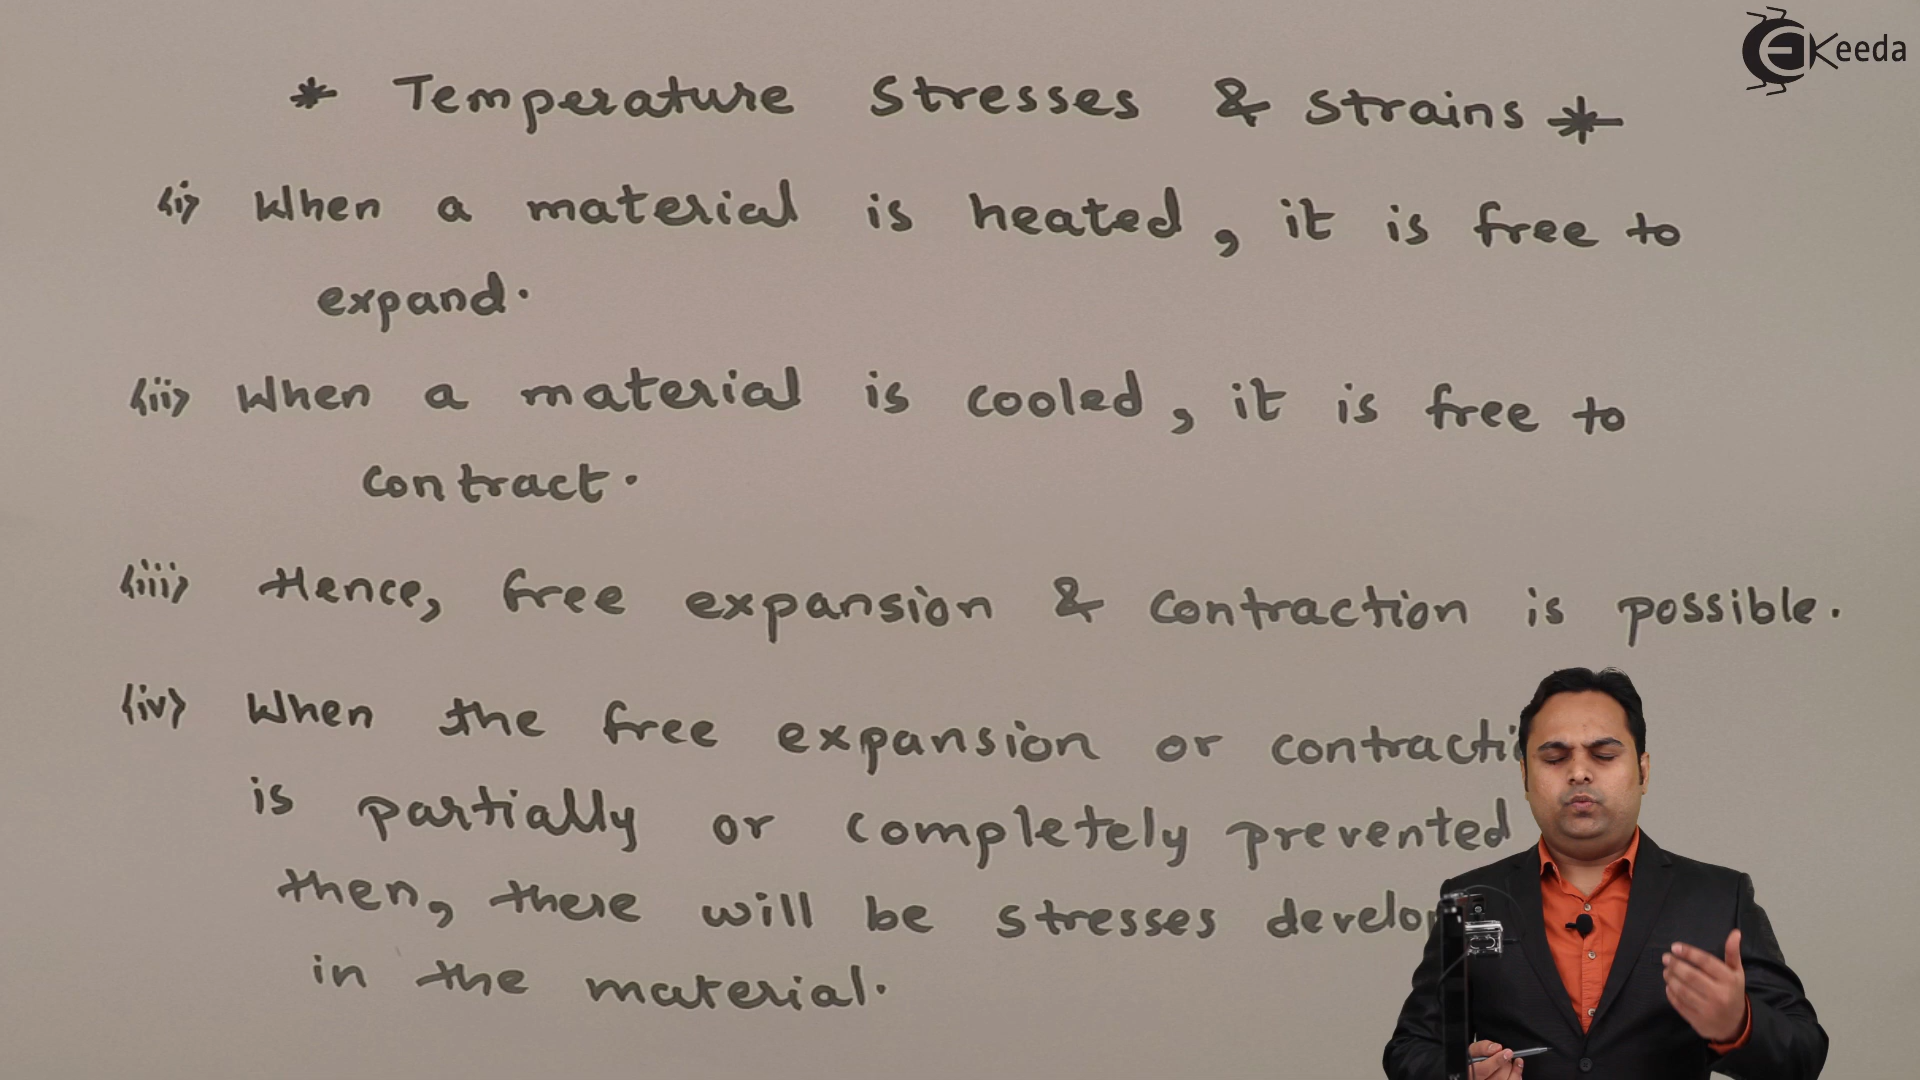 eKeeda
* Temperature Stresses & Strains *
(i) When a material is heated, it is free to
expand.
(ii) When a material is cooled, it is free to
contract.
(iii) Hence, free expansion & contraction is possible.
(iv) When the free expansion or contracti
is partially or completely prevented
then, there will be stresses develop
in the material.